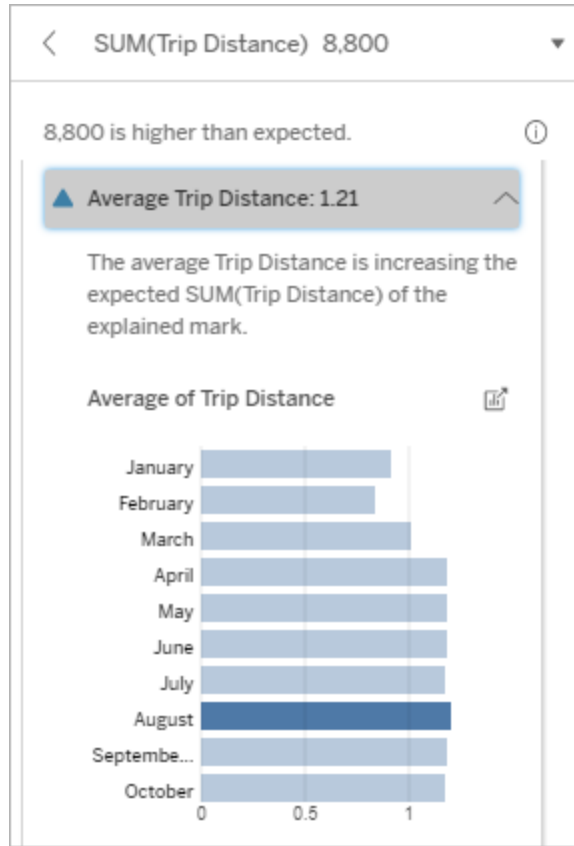 SUM(Trip Distance) 8,800
8,800 is higher than expected.
Average Trip Distance: 1.21
The average Trip Distance is increasing the
expected SUM(Trip Distance) of the
explained mark.
Average of Trip Distance
January
February
March
April
May
June
July
August
Septembe...
October
0 0.5 1